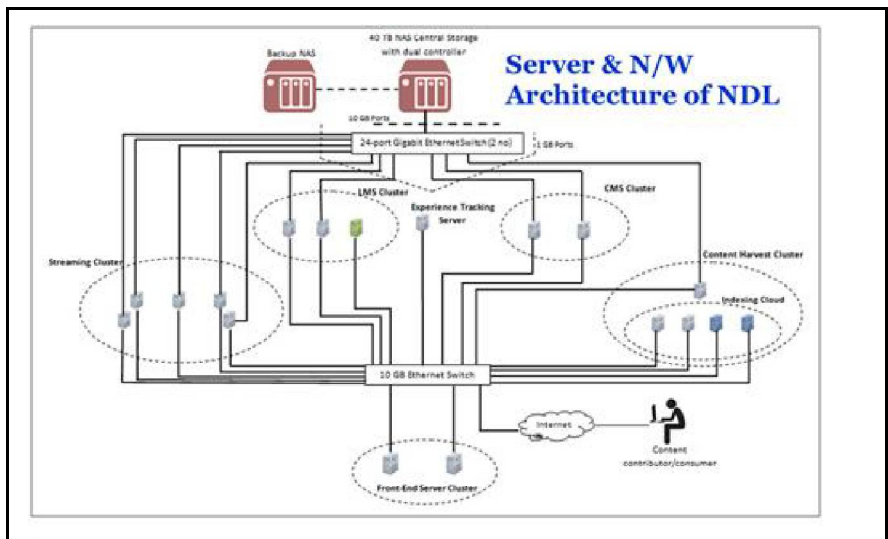 40 TB NAS Central Storage
with dual controller
Backup NAS
Server & N/W
Architecture of NDL
10 GB Ports
24-port Gigabit EthernetSwitch (2 no)
1 GB Ports
LMS Cluster
Experience Tracking
Server
CMS Cluster
Streaming Cluster
Content Harvest Cluster
Indexing Cloud
10 GB Ethernet Switch
Internet
Content
contributor/consumer
Front-End Server Cluster